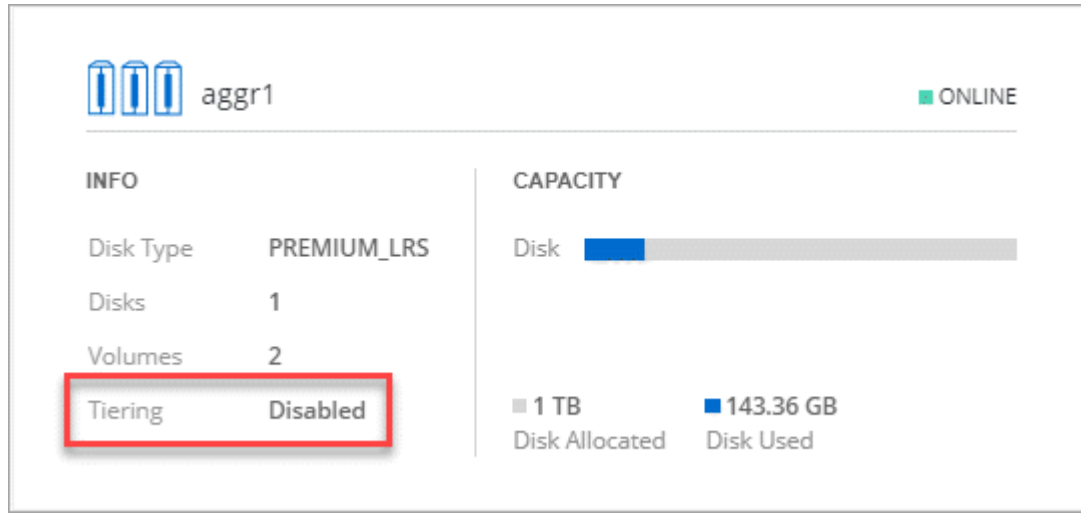 aggr1
ONLINE
INFO
Disk Type PREMIUM_LRS
Disks 1
Volumes 2
Tiering Disabled
CAPACITY
Disk
1 TB 143.36 GB
Disk Allocated Disk Used